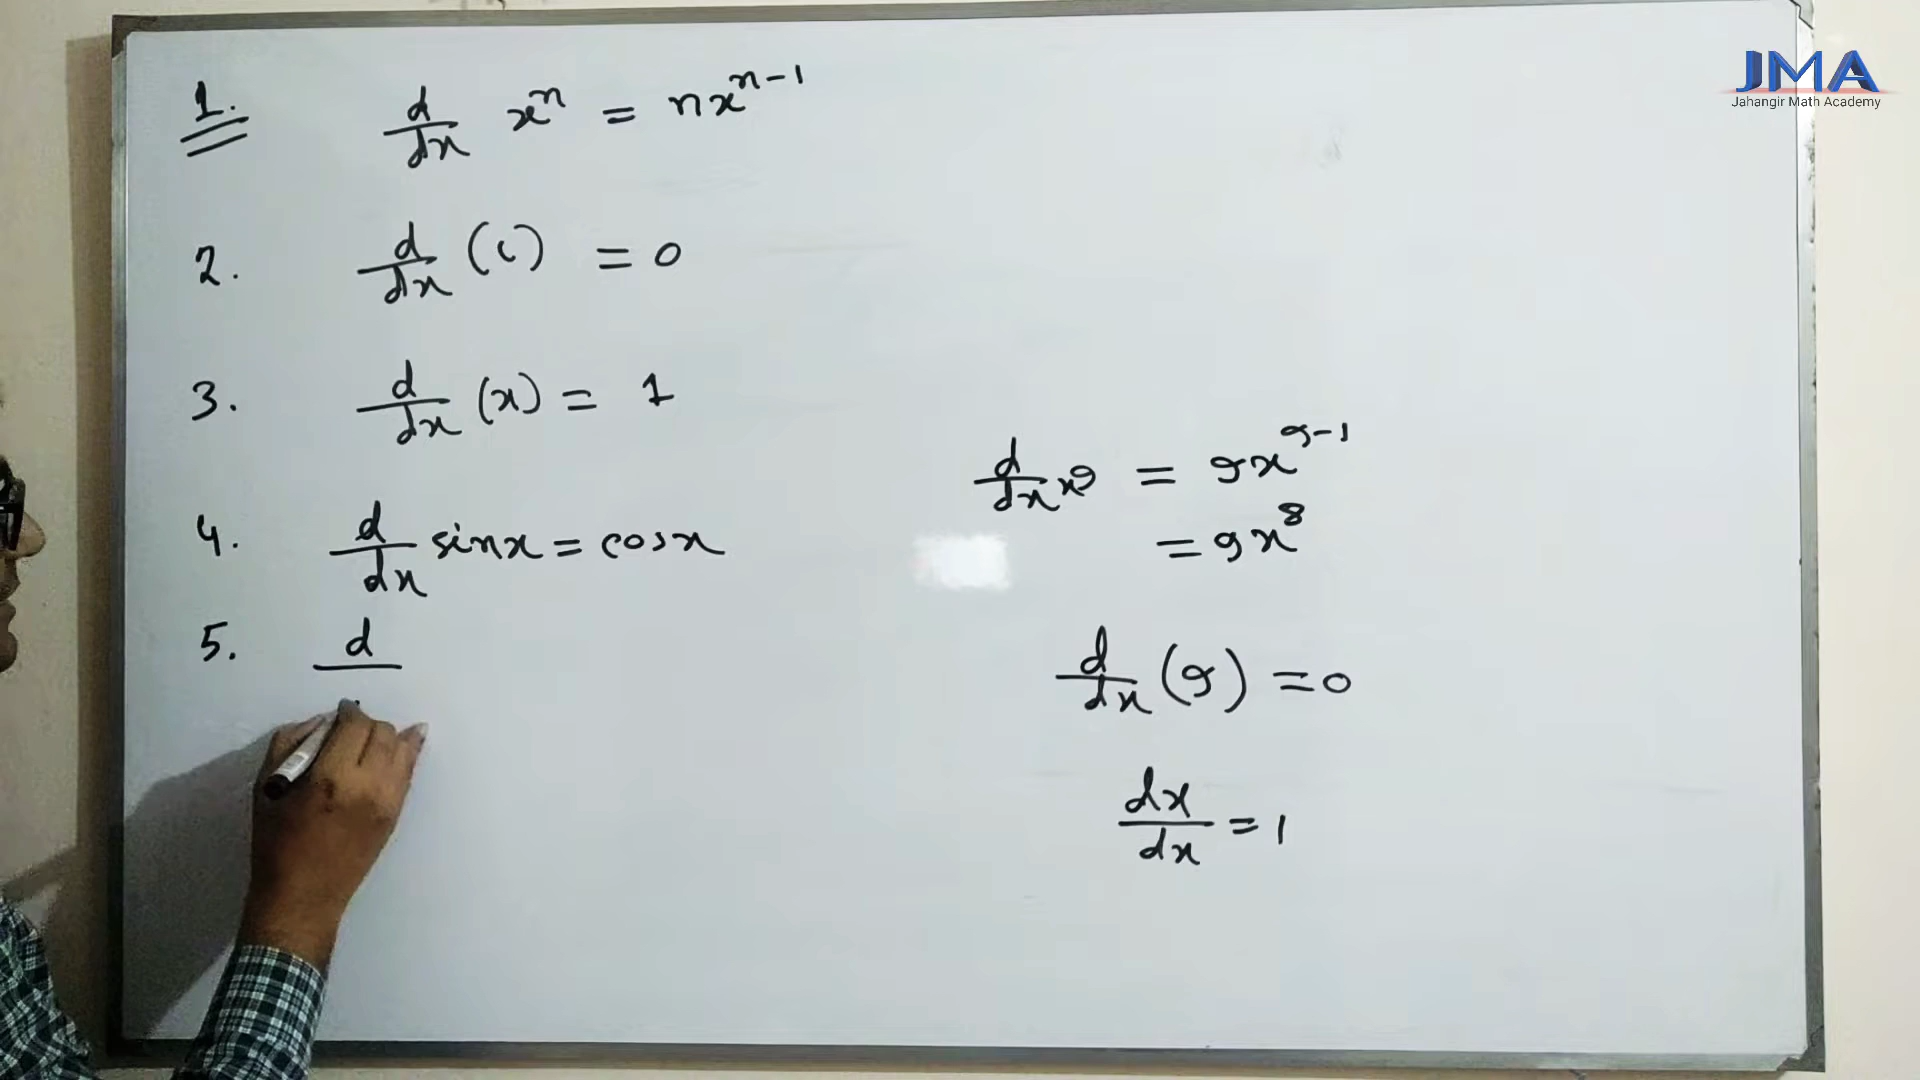 JMA
Jahangir Math Academy
1. d/dx x^n = nx^(n-1)
2. d/dx (c) = 0
3. d/dx (x) = 1
4. d/dx sinx = cosx
5. d
d/dx x^9 = 9x^(9-1)
= 9x^8
d/dx (9) = 0
dx/dx = 1